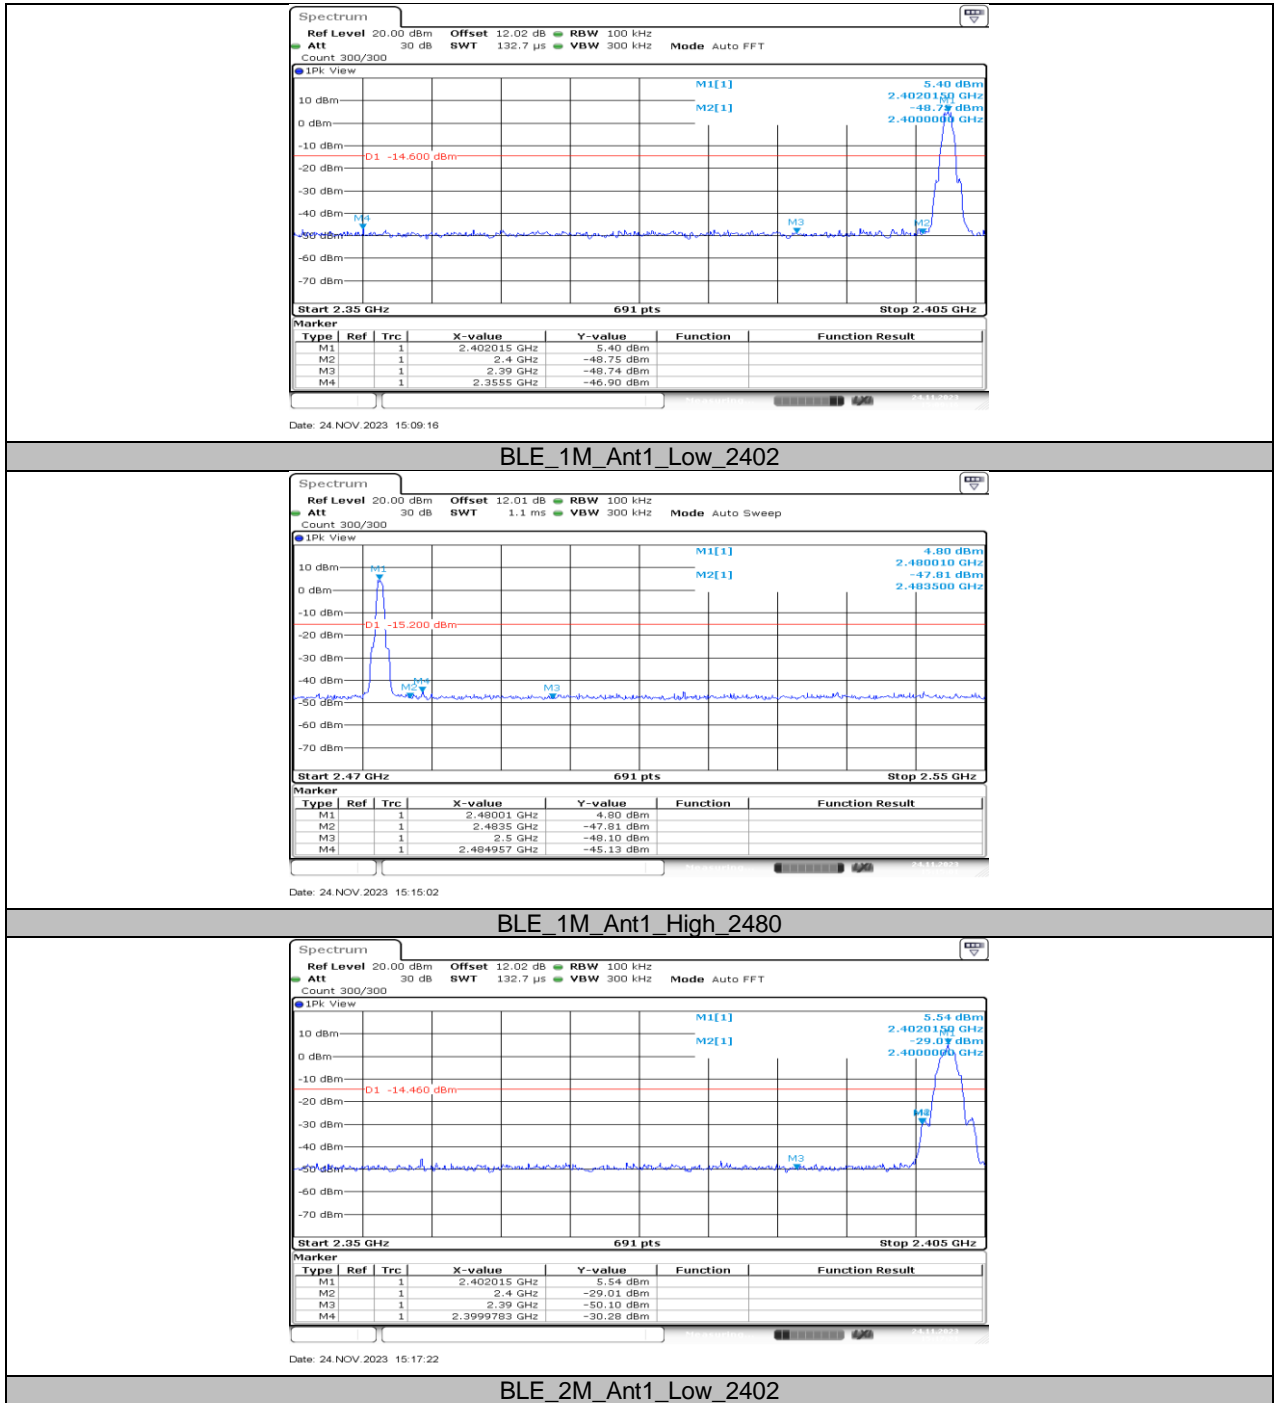 Spectrum
Ref Level 20.00 dBm Offset 12.02 dB RBW 100 kHz
Att 30 dB SWT 132.7 µs VBW 300 kHz Mode Auto FFT
Count 300/300
1Pk View
M1[1] 5.40 dBm
2.4020150 GHz
M2[1] -48.75 dBm
2.4000000 GHz
M1
10 dBm
0 dBm
-10 dBm
D1 -14.600 dBm
-20 dBm
-30 dBm
-40 dBm
M4 M3 M2
-50 dBm
-60 dBm
-70 dBm
Start 2.35 GHz 691 pts Stop 2.405 GHz
Marker
Type Ref Trc X-value Y-value Function Function Result
M1 1 2.402015 GHz 5.40 dBm
M2 1 2.4 GHz -48.75 dBm
M3 1 2.39 GHz -48.74 dBm
M4 1 2.3555 GHz -46.90 dBm
24.11.2023
Date: 24.NOV.2023 15:09:16
BLE_1M_Ant1_Low_2402
Spectrum
Ref Level 20.00 dBm Offset 12.01 dB RBW 100 kHz
Att 30 dB SWT 1.1 ms VBW 300 kHz Mode Auto Sweep
Count 300/300
1Pk View
M1[1] 4.80 dBm
2.480010 GHz
M2[1] -47.81 dBm
2.483500 GHz
10 dBm
M1
0 dBm
-10 dBm
D1 -15.200 dBm
-20 dBm
-30 dBm
-40 dBm
M2 M4 M3
-50 dBm
-60 dBm
-70 dBm
Start 2.47 GHz 691 pts Stop 2.55 GHz
Marker
Type Ref Trc X-value Y-value Function Function Result
M1 1 2.48001 GHz 4.80 dBm
M2 1 2.4835 GHz -47.81 dBm
M3 1 2.5 GHz -48.10 dBm
M4 1 2.484957 GHz -45.13 dBm
24.11.2023
Date: 24.NOV.2023 15:15:02
BLE_1M_Ant1_High_2480
Spectrum
Ref Level 20.00 dBm Offset 12.02 dB RBW 100 kHz
Att 30 dB SWT 132.7 µs VBW 300 kHz Mode Auto FFT
Count 300/300
1Pk View
M1[1] 5.54 dBm
2.4020150 GHz
M2[1] -29.01 dBm
2.4000000 GHz
M1
10 dBm
0 dBm
-10 dBm
D1 -14.460 dBm
-20 dBm
-30 dBm
-40 dBm
M3
-50 dBm
-60 dBm
-70 dBm
Start 2.35 GHz 691 pts Stop 2.405 GHz
Marker
Type Ref Trc X-value Y-value Function Function Result
M1 1 2.402015 GHz 5.54 dBm
M2 1 2.4 GHz -29.01 dBm
M3 1 2.39 GHz -50.10 dBm
M4 1 2.3999783 GHz -30.28 dBm
24.11.2023
Date: 24.NOV.2023 15:17:22
BLE_2M_Ant1_Low_2402